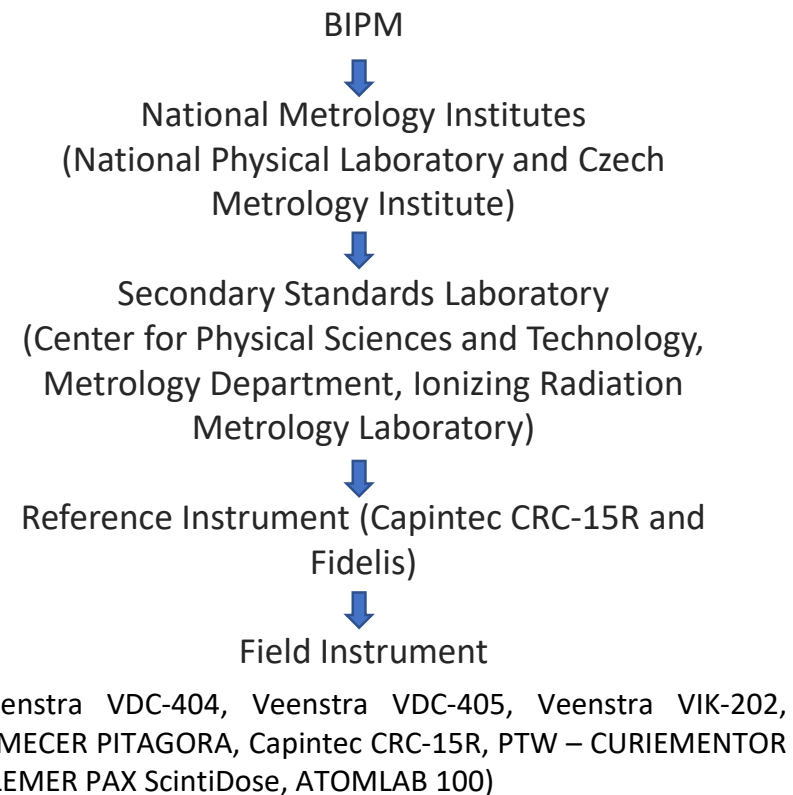 BIPM
National Metrology Institutes
(National Physical Laboratory and Czech
Metrology Institute)
Secondary Standards Laboratory
(Center for Physical Sciences and Technology,
Metrology Department, Ionizing Radiation
Metrology Laboratory)
Reference Instrument (Capintec CRC-15R and
Fidelis)
Field Instrument
VDC-404, Veenstra VDC-405, Veenstra VIK-202,
PITAGORA, Capintec CRC-15R, PTW – CURIEMENTOR
PAX ScintiDose, ATOMLAB 100)